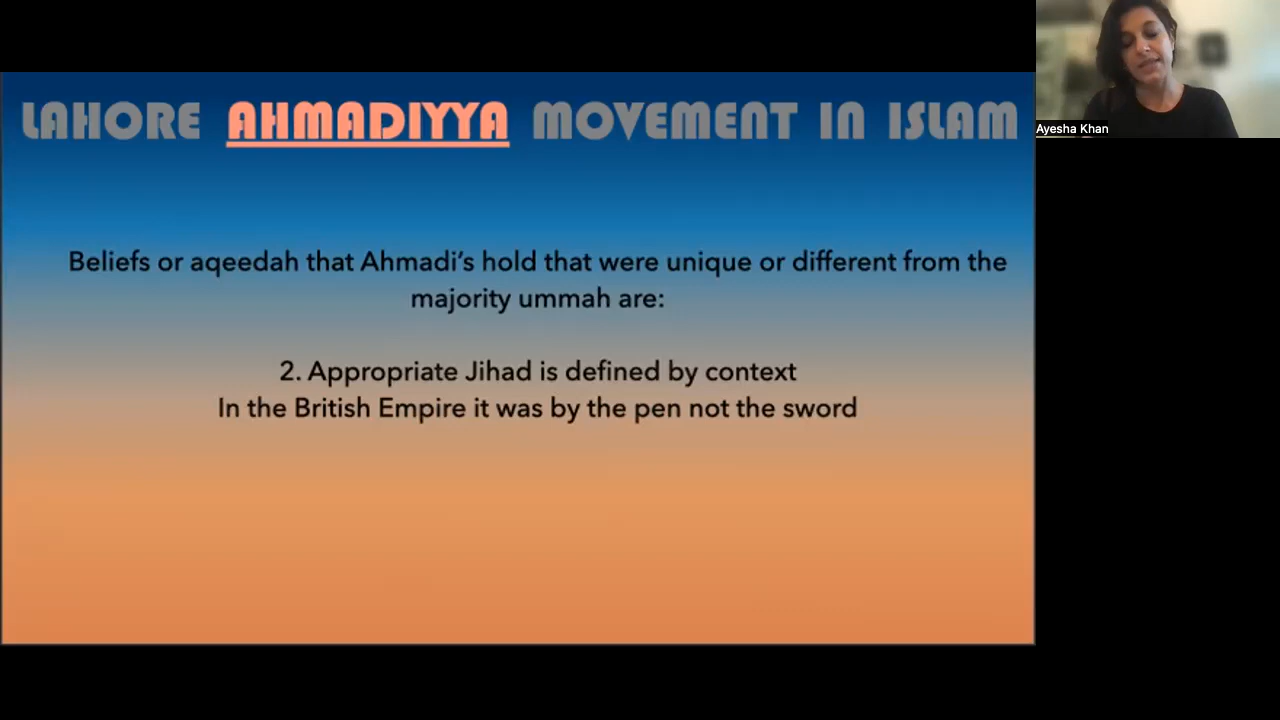 LAHORE AHMADIYYA MOVEMENT IN ISLAM
Ayesha Khan
Beliefs or aqeedah that Ahmadi's hold that were unique or different from the
majority ummah are:
2. Appropriate Jihad is defined by context
In the British Empire it was by the pen not the sword